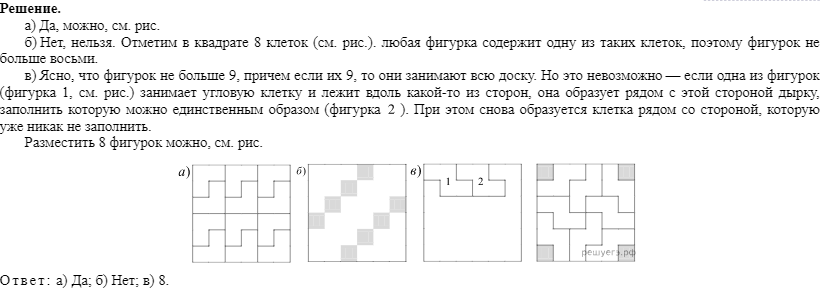 Решение.
а) Да, можно, см. рис.
б) Нет, нельзя. Отметим в квадрате 8 клеток (см. рис.). любая фигурка содержит одну из таких клеток, поэтому фигурок не
больше восьми.
в) Ясно, что фигурок не больше 9, причем если их 9, то они занимают всю доску. Но это невозможно — если одна из фигурок
(фигурка 1, см. рис.) занимает угловую клетку и лежит вдоль какой-то из сторон, она образует рядом с этой стороной дырку,
заполнить которую можно единственным образом (фигурка 2 ). При этом снова образуется клетка рядом со стороной, которую
уже никак не заполнить.
Разместить 8 фигурок можно, см. рис.
а) б) в) 1 2
решуегэ.рф
Ответ: а) Да; б) Нет; в) 8.